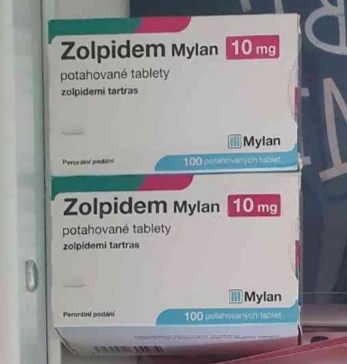 Zolpidem Mylan 10 mg
potahované tablety
zolpidemi tartras
Mylan
Perorální podání
100 potahovaných tablet
Zolpidem Mylan 10 mg
potahované tablety
zolpidemi tartras
Mylan
Perorální podání
100 potahovaných tablet